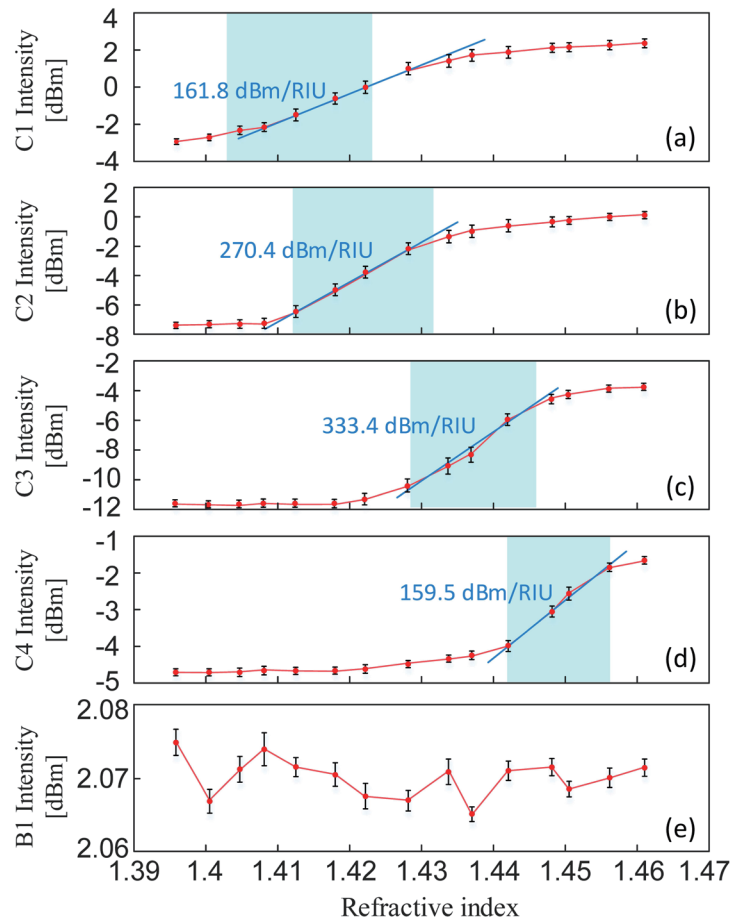 4
2
0
-2
-4
C1 Intensity
[dBm]
161.8 dBm/RIU
(a)
2
0
-2
-4
-6
-8
C2 Intensity
[dBm]
270.4 dBm/RIU
(b)
-2
-4
-6
-8
-10
-12
C3 Intensity
[dBm]
333.4 dBm/RIU
(c)
-1
-2
-3
-4
-5
C4 Intensity
[dBm]
159.5 dBm/RIU
(d)
2.08
2.07
2.06
B1 Intensity
[dBm]
(e)
1.39 1.4 1.41 1.42 1.43 1.44 1.45 1.46 1.47
Refractive index